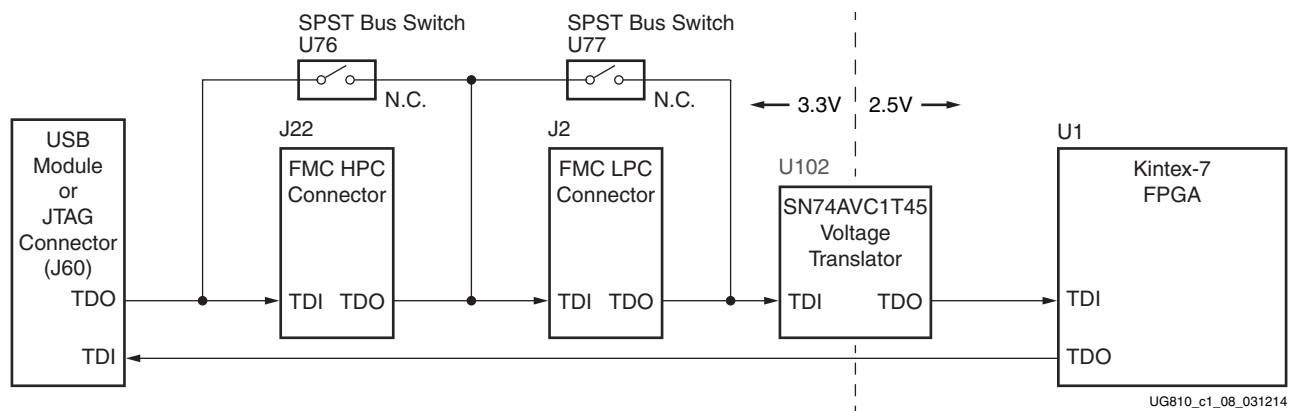 SPST Bus Switch
U76
SPST Bus Switch
U77
N.C.
N.C.
3.3V
2.5V
J22
J2
U102
U1
USB
Module
or
JTAG
Connector
(J60)
TDO
TDI
FMC HPC
Connector
TDI TDO
FMC LPC
Connector
TDI TDO
SN74AVC1T45
Voltage
Translator
TDI TDO
Kintex-7
FPGA
TDI
TDO
UG810_c1_08_031214